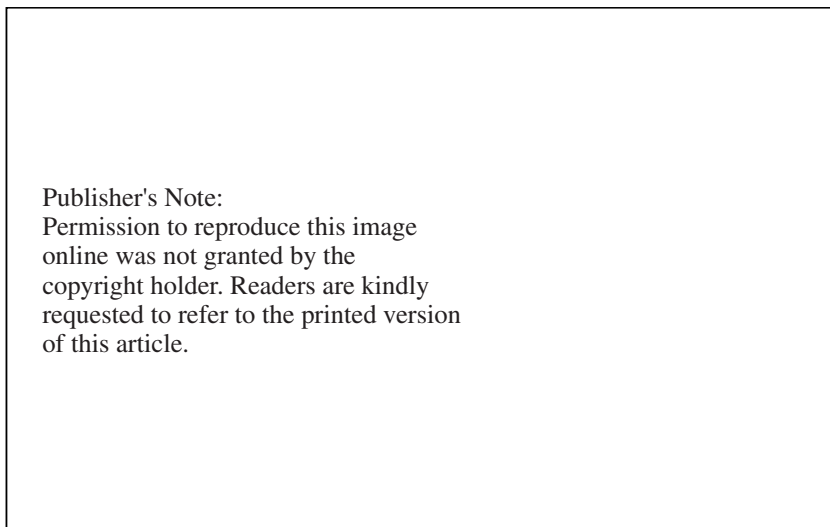 Publisher's Note:
Permission to reproduce this image
online was not granted by the
copyright holder. Readers are kindly
requested to refer to the printed version
of this article.